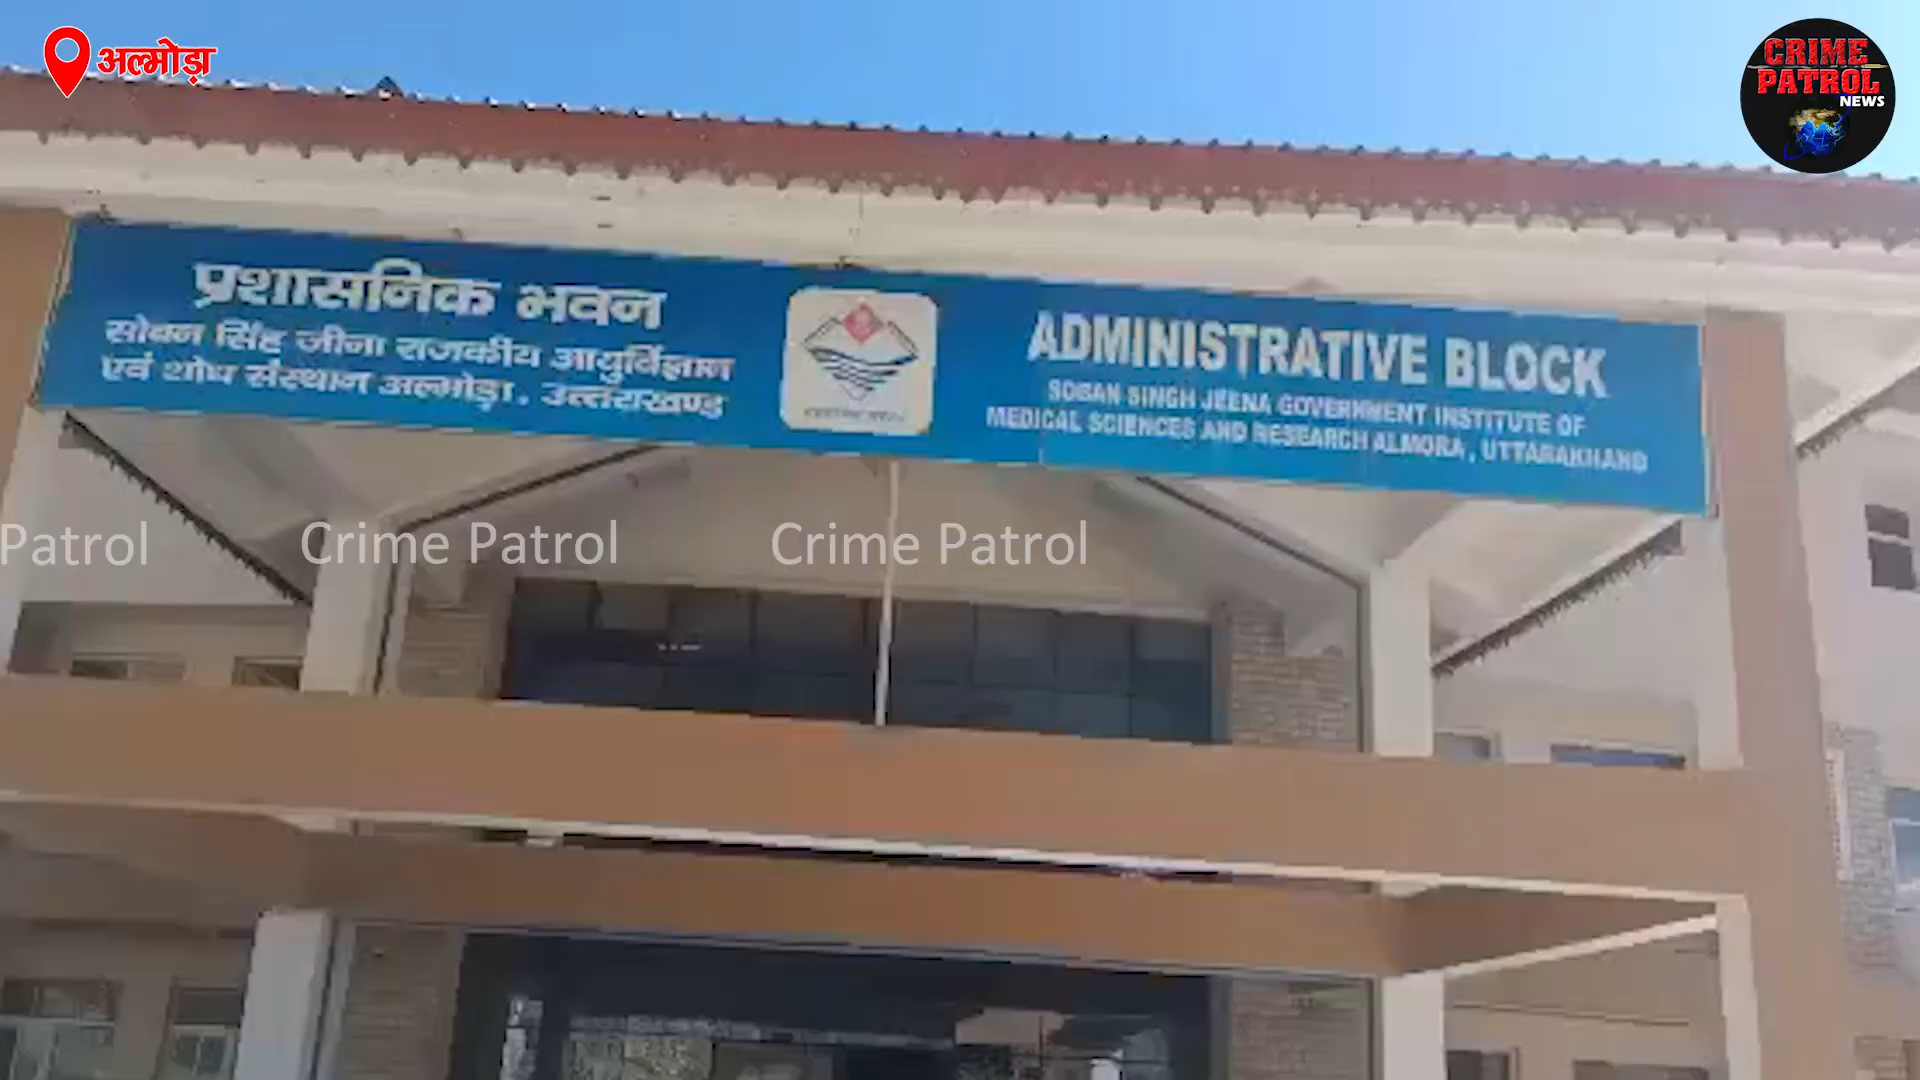 अल्मोड़ा
CRIME
PATROL
NEWS
प्रशासनिक भवन
सोबन सिंह जीना राजकीय आयुर्विज्ञान
एवं शोध संस्थान अल्मोड़ा, उत्तराखण्ड
ADMINISTRATIVE BLOCK
SOBAN SINGH JEENA GOVERNMENT INSTITUTE OF
MEDICAL SCIENCES AND RESEARCH ALMORA, UTTARAKHAND
Patrol Crime Patrol Crime Patrol